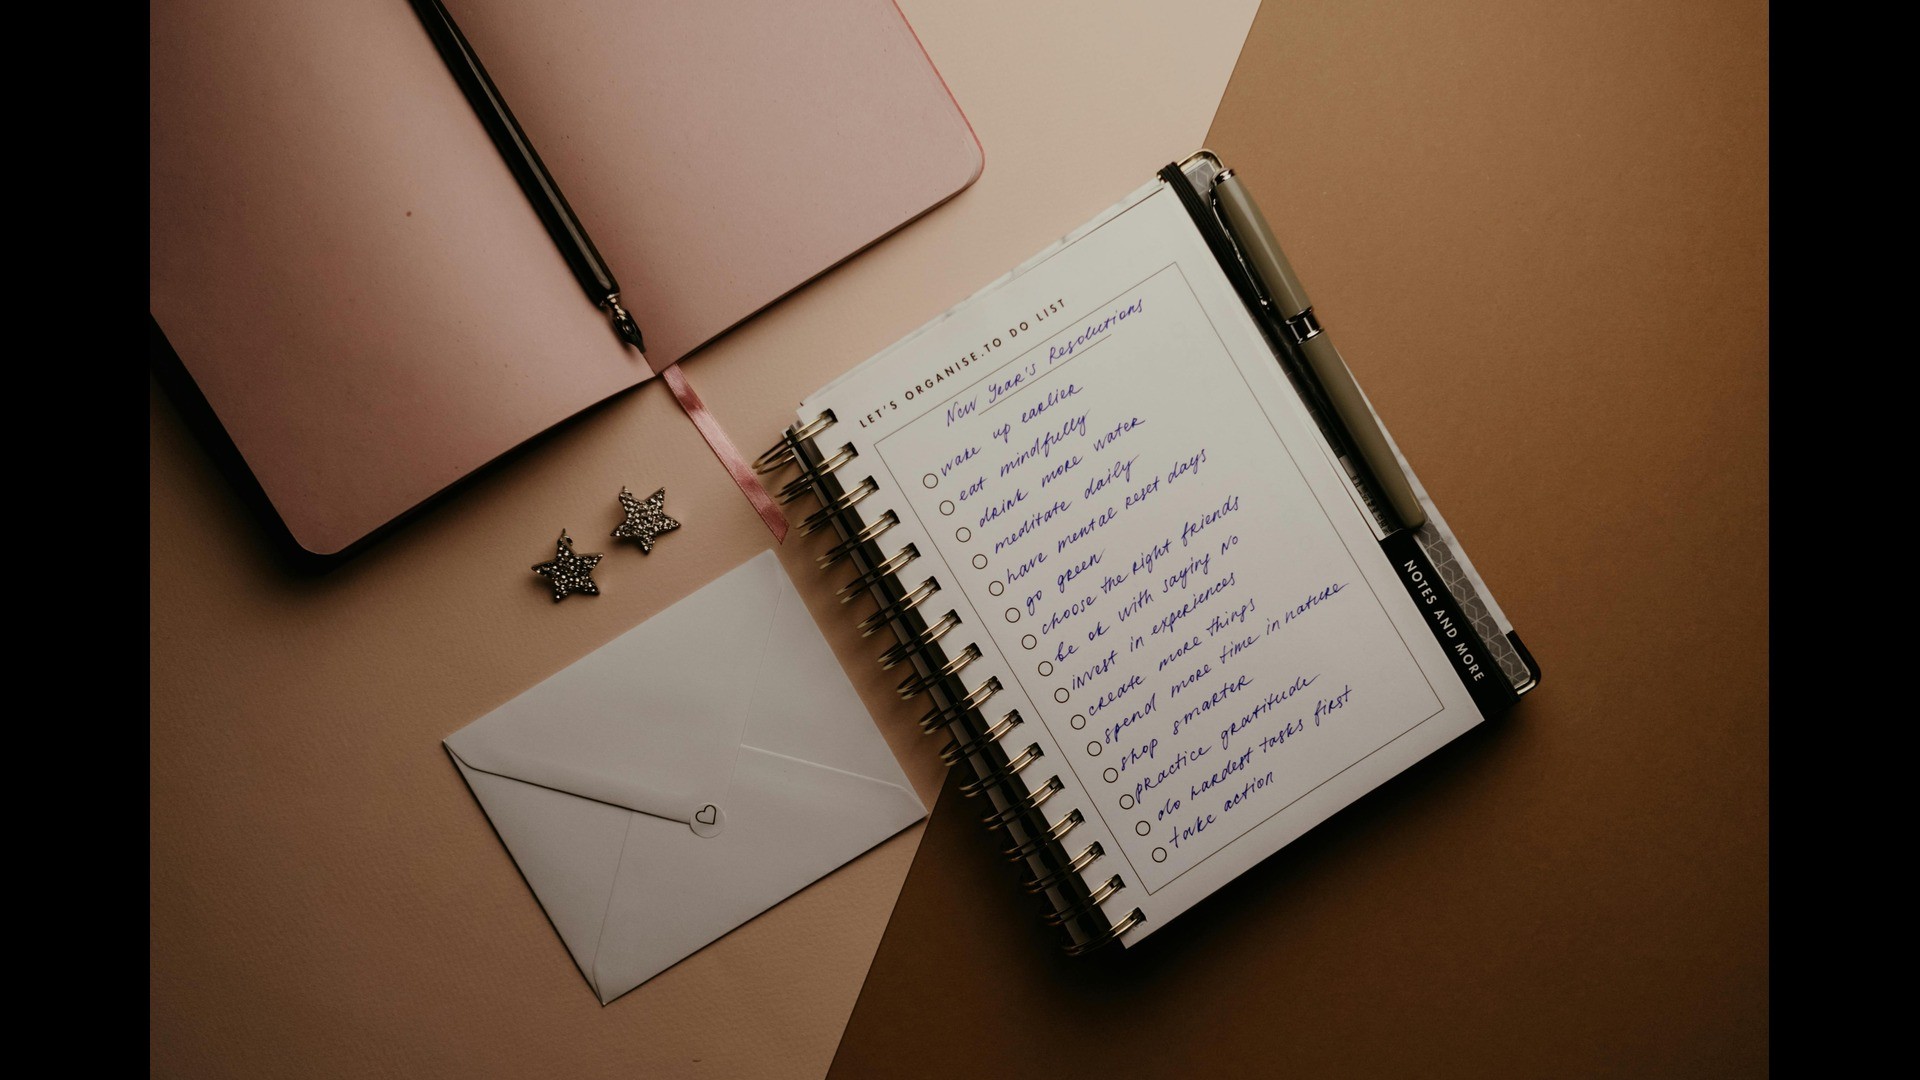 LET'S ORGANISE.TO DO LIST
New Year's Resolutions
wake up earlier
eat mindfully
drink more water
meditate daily
have mental reset days
go green
choose the right friends
be ok with saying no
invest in experiences
create more things
spend more time in nature
shop smarter
practice gratitude
do hardest tasks first
take action
NOTES AND MORE